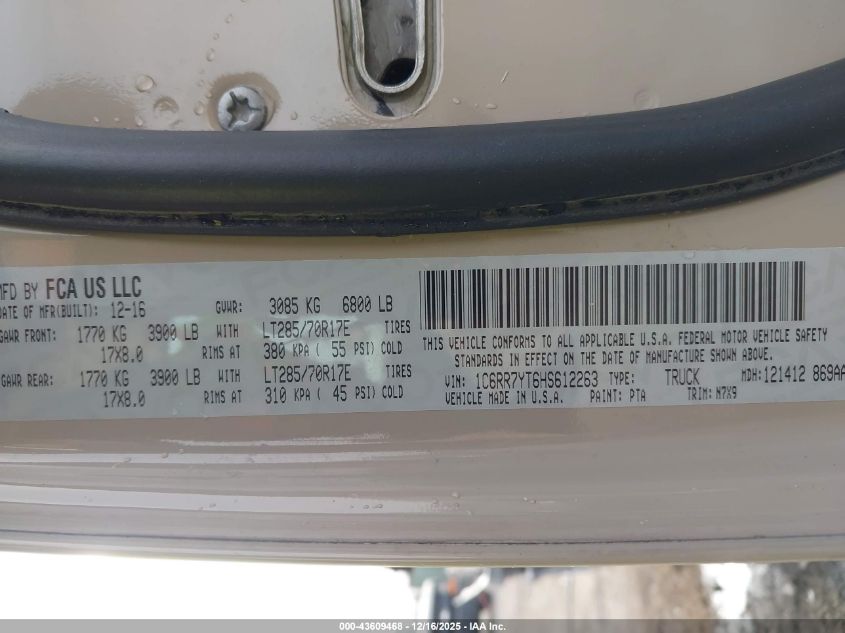 MFD BY FCA US LLC
DATE OF MFR(BUILT): 12-16 GVWR: 3085 KG 6800 LB
GAWR FRONT: 1770 KG 3900 LB WITH LT285/70R17E TIRES
17X8.0 RIMS AT 380 KPA ( 55 PSI) COLD
GAWR REAR: 1770 KG 3900 LB WITH LT285/70R17E TIRES
17X8.0 RIMS AT 310 KPA ( 45 PSI) COLD
THIS VEHICLE CONFORMS TO ALL APPLICABLE U.S.A. FEDERAL MOTOR VEHICLE SAFETY
STANDARDS IN EFFECT ON THE DATE OF MANUFACTURE SHOWN ABOVE.
VIN: 1C6RR7YT6HS612263 TYPE: TRUCK MDH: 121412 869AA
VEHICLE MADE IN U.S.A. PAINT: PTA TRIM: N7X9
000-43609468 - 12/16/2025 - IAA Inc.